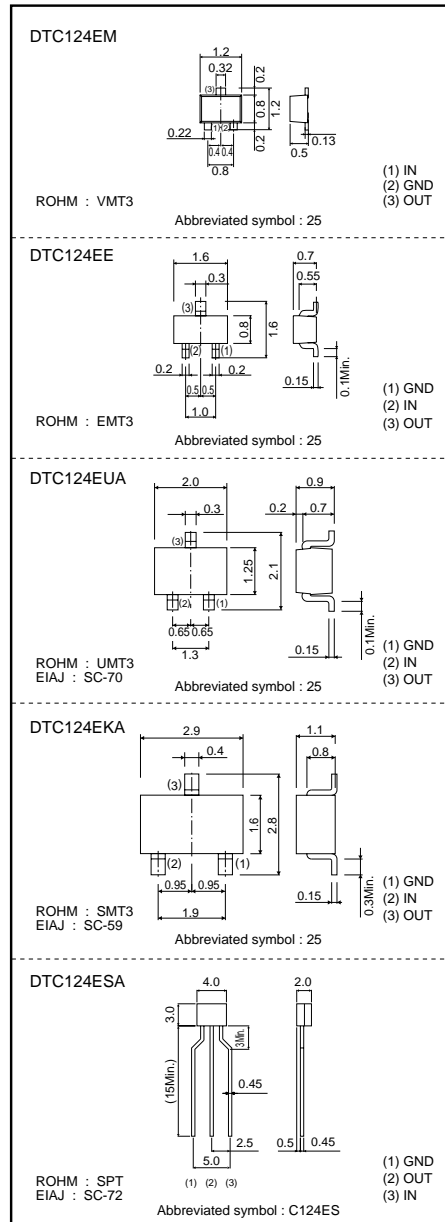 DTC124EM
1.2
0.32
0.2
(3)
0.8
1.2
(1) (2)
0.22
0.2
0.4 0.4
0.8
0.13
0.5
(1) IN
(2) GND
(3) OUT
ROHM : VMT3
Abbreviated symbol : 25
DTC124EE
1.6
0.3
0.7
0.55
(3)
0.8
1.6
(2) (1)
0.2 0.2
0.5 0.5
1.0
0.15
0.1Min.
(1) GND
(2) IN
(3) OUT
ROHM : EMT3
Abbreviated symbol : 25
DTC124EUA
2.0
0.3
0.9
0.2 0.7
(3)
1.25
2.1
(2) (1)
0.65 0.65
1.3
0.15
0.1Min.
(1) GND
(2) IN
(3) OUT
ROHM : UMT3
EIAJ : SC-70
Abbreviated symbol : 25
DTC124EKA
2.9
0.4
1.1
0.8
(3)
1.6
2.8
(2) (1)
0.95 0.95
1.9
0.15
0.3Min.
(1) GND
(2) IN
(3) OUT
ROHM : SMT3
EIAJ : SC-59
Abbreviated symbol : 25
DTC124ESA
4.0
2.0
3.0
3Min.
(15Min.)
0.45
2.5
5.0
0.5 0.45
(1) (2) (3)
(1) GND
(2) OUT
(3) IN
ROHM : SPT
EIAJ : SC-72
Abbreviated symbol : C124ES